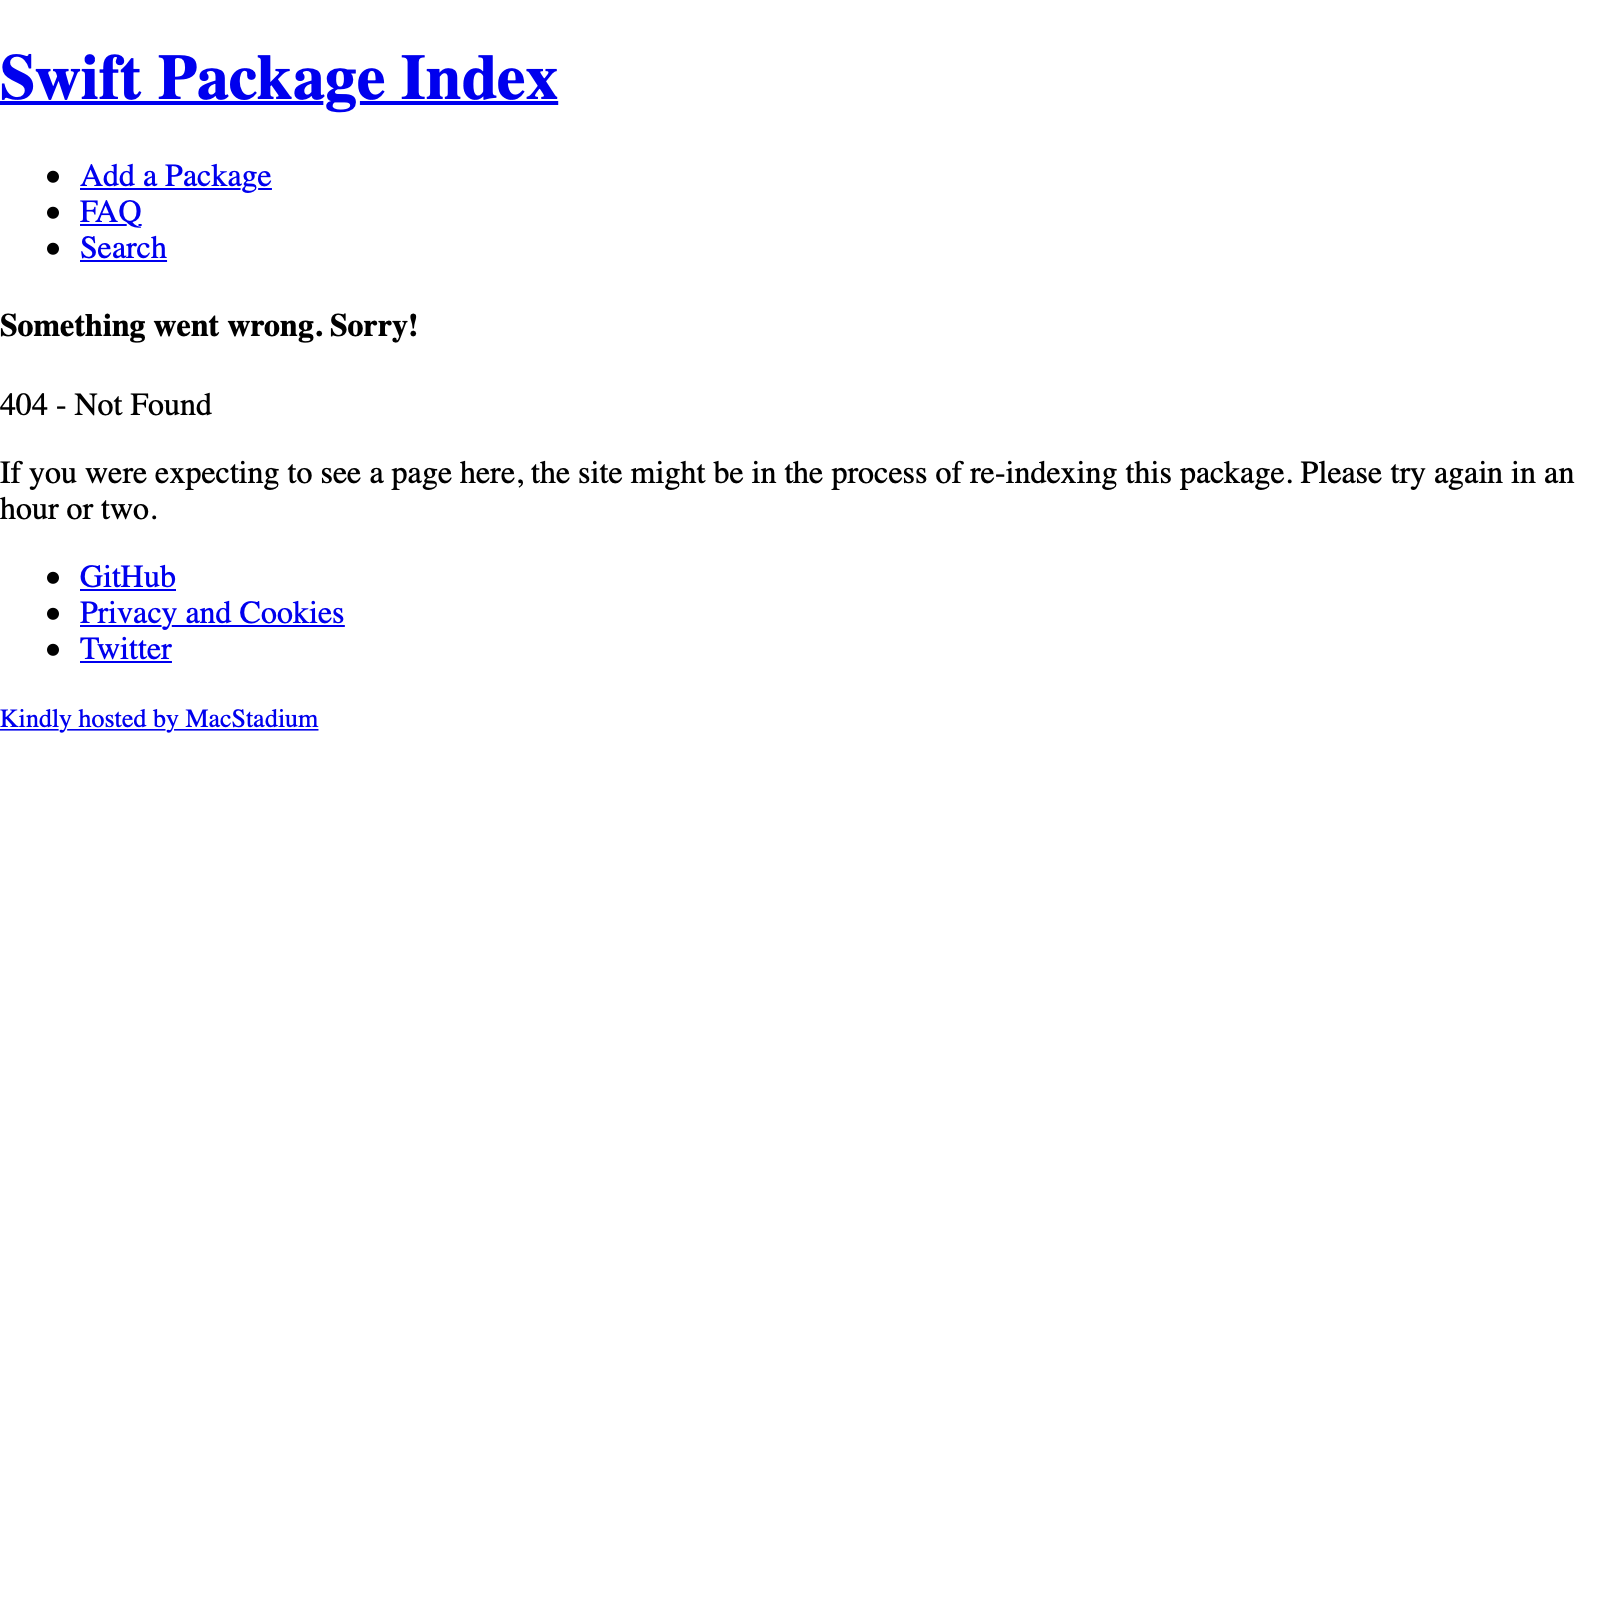 Swift Package Index
Add a Package
FAQ
Search
Something went wrong. Sorry!
404 - Not Found
If you were expecting to see a page here, the site might be in the process of re-indexing this package. Please try again in an
hour or two.
GitHub
Privacy and Cookies
Twitter
Kindly hosted by MacStadium